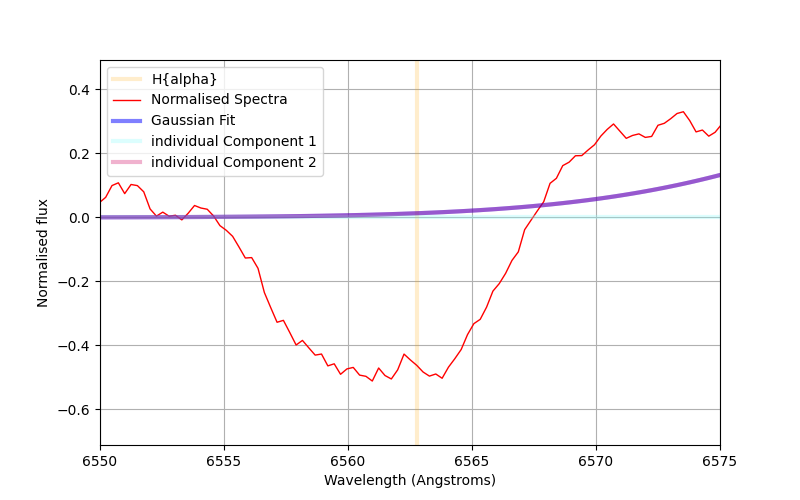 H{alpha}
Normalised Spectra
Gaussian Fit
individual Component 1
individual Component 2
0.4
0.2
0.0
−0.2
−0.4
−0.6
Normalised flux
6550 6555 6560 6565 6570 6575
Wavelength (Angstroms)